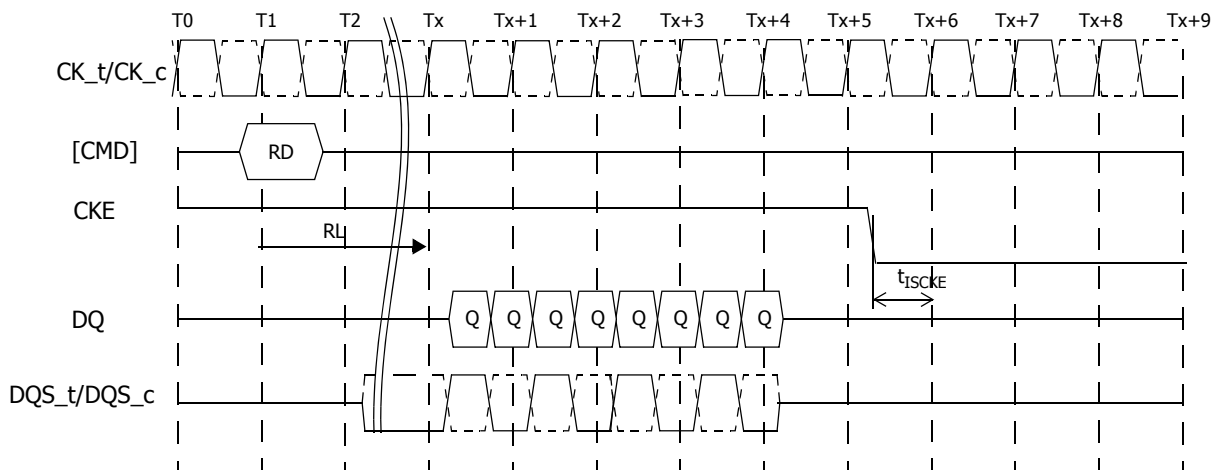 T0 T1 T2 Tx Tx+1 Tx+2 Tx+3 Tx+4 Tx+5 Tx+6 Tx+7 Tx+8 Tx+9
CK_t/CK_c
[CMD] RD
CKE
RL
tISCKE
DQ Q Q Q Q Q Q Q Q
DQS_t/DQS_c